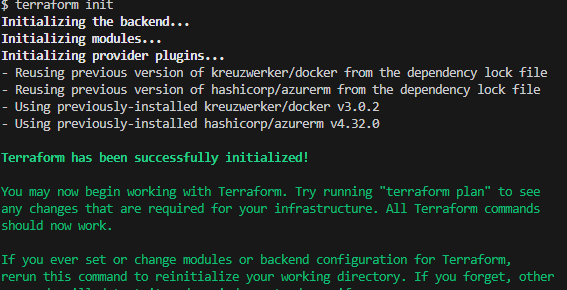 $ terraform init
Initializing the backend...
Initializing modules...
Initializing provider plugins...
- Reusing previous version of kreuzwerker/docker from the dependency lock file
- Reusing previous version of hashicorp/azurerm from the dependency lock file
- Using previously-installed kreuzwerker/docker v3.0.2
- Using previously-installed hashicorp/azurerm v4.32.0
Terraform has been successfully initialized!
You may now begin working with Terraform. Try running "terraform plan" to see
any changes that are required for your infrastructure. All Terraform commands
should now work.
If you ever set or change modules or backend configuration for Terraform,
rerun this command to reinitialize your working directory. If you forget, other